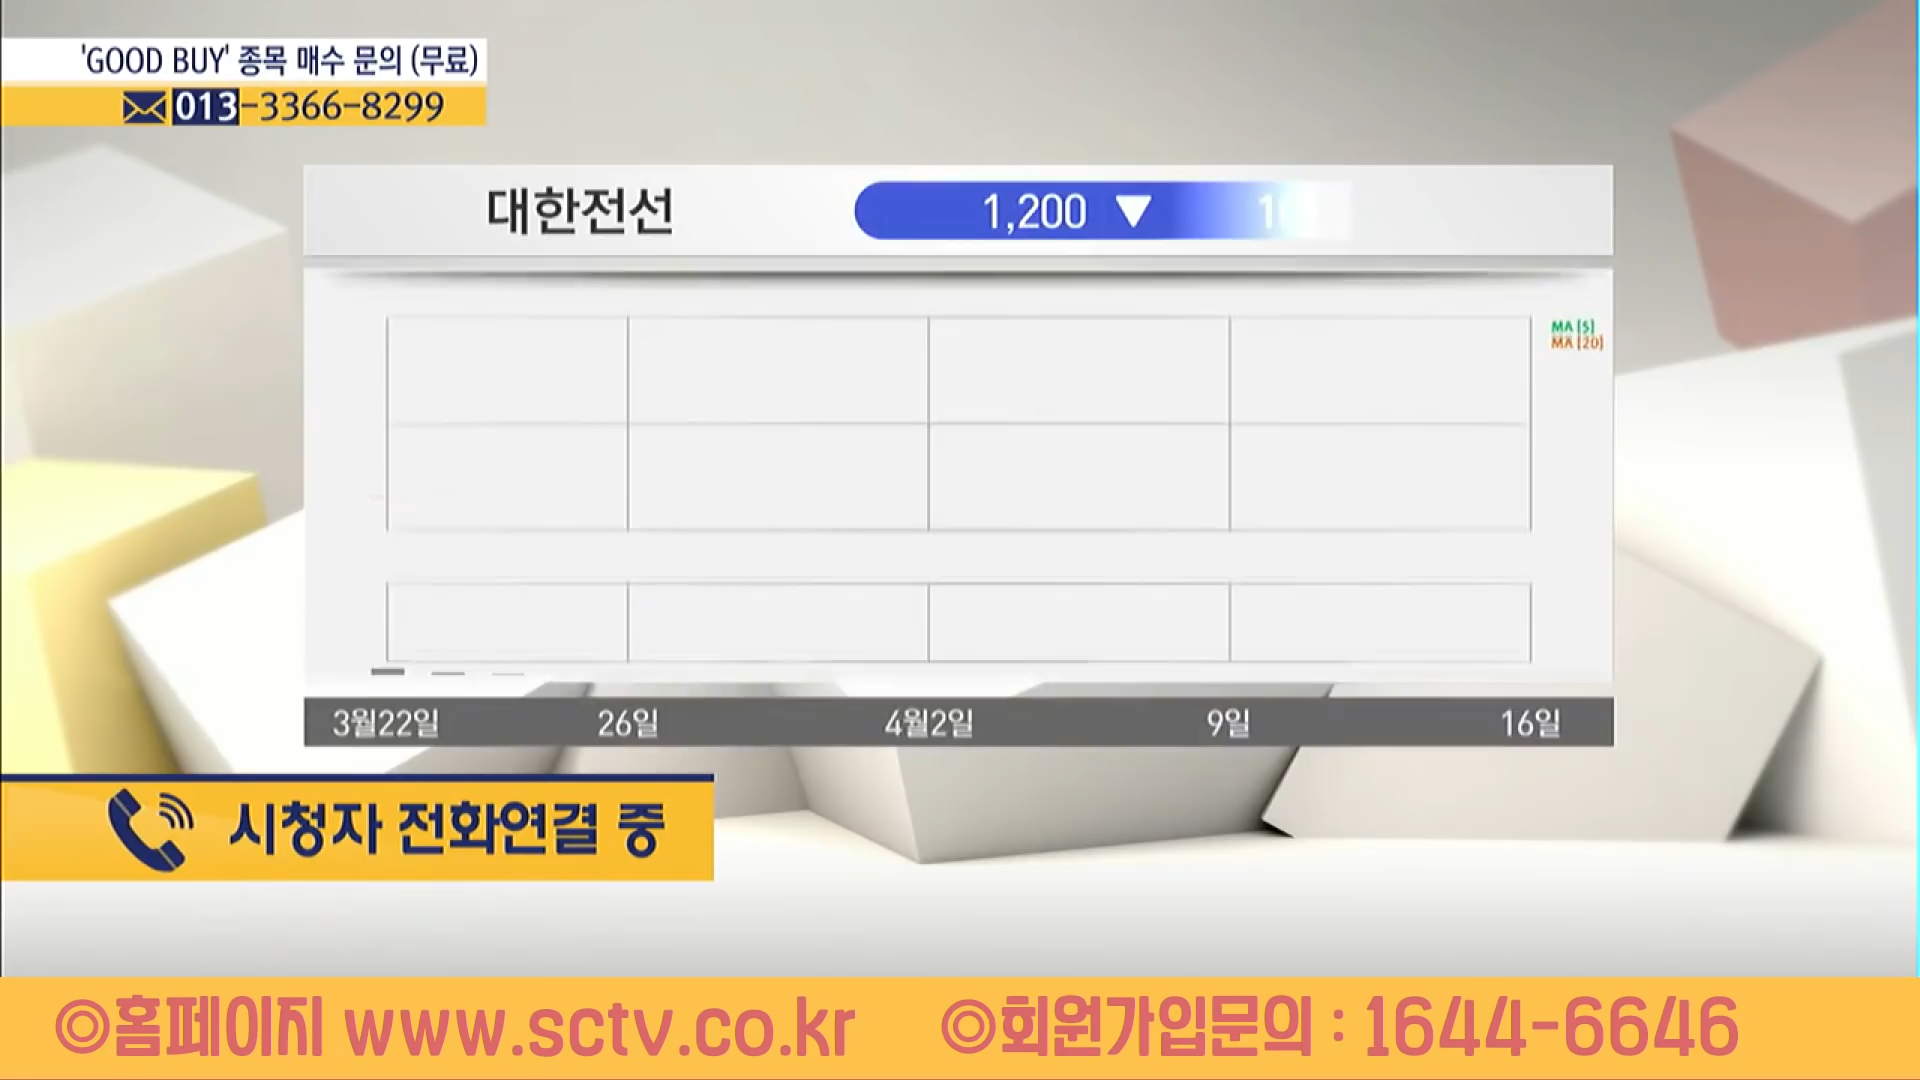 'GOOD BUY' 종목 매수 문의 (무료)
013-3366-8299
대한전선 1,200 ▼
MA [5]
MA [20]
3월22일 26일 4월2일 9일 16일
시청자 전화연결 중
◎홈페이지 www.sctv.co.kr ◎회원가입문의 : 1644-6646